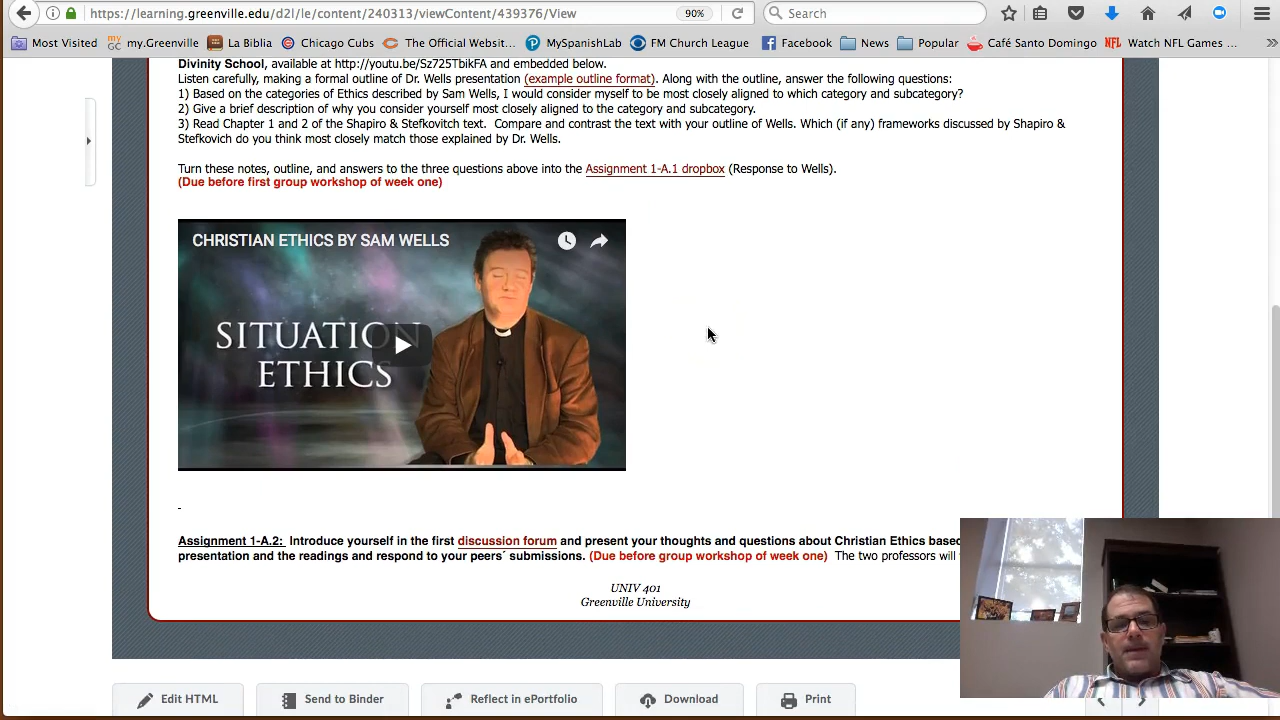 https://learning.greenville.edu/d2l/le/content/240313/viewContent/439376/View 90% Search
Most Visited my.Greenville La Biblia Chicago Cubs The Official Websit... MySpanishLab FM Church League Facebook News Popular Café Santo Domingo Watch NFL Games ...
Divinity School, available at http://youtu.be/Sz725TbikFA and embedded below.
Listen carefully, making a formal outline of Dr. Wells presentation (example outline format). Along with the outline, answer the following questions:
1) Based on the categories of Ethics described by Sam Wells, I would consider myself to be most closely aligned to which category and subcategory?
2) Give a brief description of why you consider yourself most closely aligned to the category and subcategory.
3) Read Chapter 1 and 2 of the Shapiro & Stefkovitch text. Compare and contrast the text with your outline of Wells. Which (if any) frameworks discussed by Shapiro &
Stefkovich do you think most closely match those explained by Dr. Wells.
Turn these notes, outline, and answers to the three questions above into the Assignment 1-A.1 dropbox (Response to Wells).
(Due before first group workshop of week one)
CHRISTIAN ETHICS BY SAM WELLS
SITUATION
ETHICS
Assignment 1-A.2: Introduce yourself in the first discussion forum and present your thoughts and questions about Christian Ethics base
presentation and the readings and respond to your peers´ submissions. (Due before group workshop of week one) The two professors will
UNIV 401
Greenville University
Edit HTML Send to Binder Reflect in ePortfolio Download Print